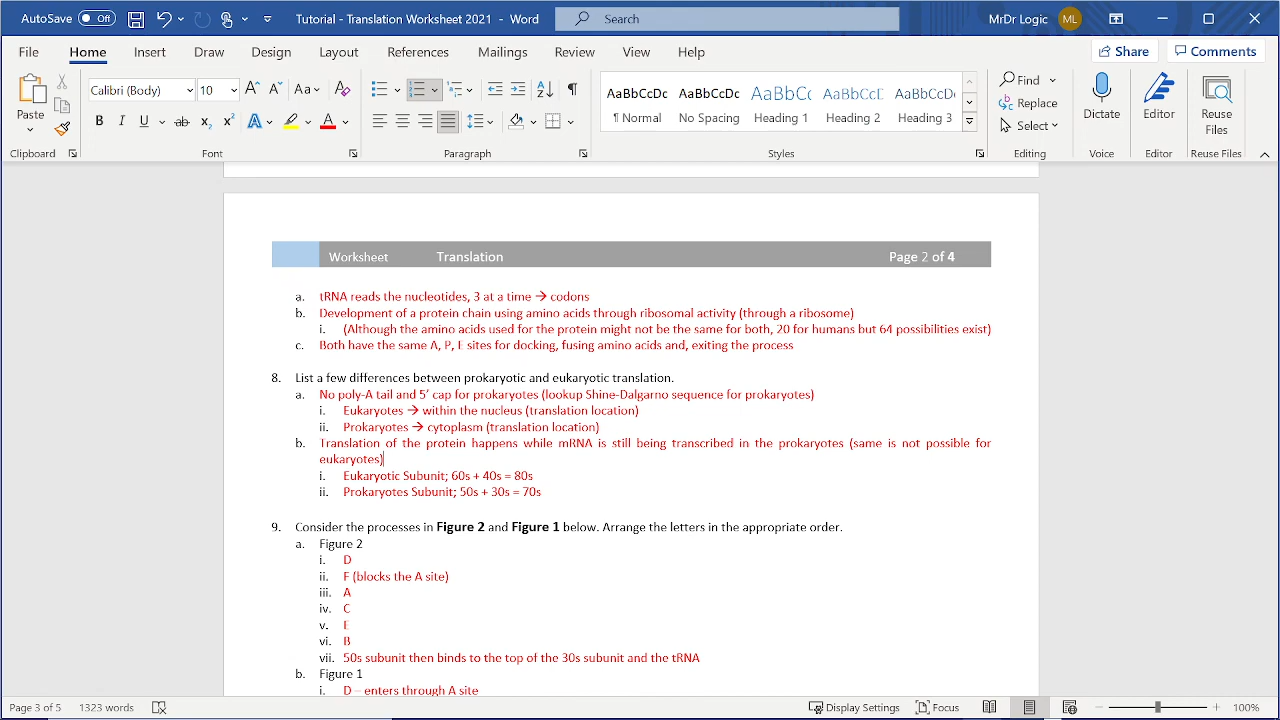 AutoSave Off Tutorial - Translation Worksheet 2021 - Word Search MrDr Logic ML
File Home Insert Draw Design Layout References Mailings Review View Help Share Comments
Paste Calibri (Body) 10 AaBbCcDc AaBbCcDc AaBbCc AaBbCcD AaBbCcDc Find Replace Select Dictate Editor Reuse Files
¶ Normal No Spacing Heading 1 Heading 2 Heading 3
Clipboard Font Paragraph Styles Editing Voice Editor Reuse Files
Worksheet Translation Page 2 of 4
a. tRNA reads the nucleotides, 3 at a time → codons
b. Development of a protein chain using amino acids through ribosomal activity (through a ribosome)
i. (Although the amino acids used for the protein might not be the same for both, 20 for humans but 64 possibilities exist)
c. Both have the same A, P, E sites for docking, fusing amino acids and, exiting the process
8. List a few differences between prokaryotic and eukaryotic translation.
a. No poly-A tail and 5’ cap for prokaryotes (lookup Shine-Dalgarno sequence for prokaryotes)
i. Eukaryotes → within the nucleus (translation location)
ii. Prokaryotes → cytoplasm (translation location)
b. Translation of the protein happens while mRNA is still being transcribed in the prokaryotes (same is not possible for
eukaryotes)
i. Eukaryotic Subunit; 60s + 40s = 80s
ii. Prokaryotes Subunit; 50s + 30s = 70s
9. Consider the processes in Figure 2 and Figure 1 below. Arrange the letters in the appropriate order.
a. Figure 2
i. D
ii. F (blocks the A site)
iii. A
iv. C
v. E
vi. B
vii. 50s subunit then binds to the top of the 30s subunit and the tRNA
b. Figure 1
i. D – enters through A site
Page 3 of 5 1323 words Display Settings Focus 100%